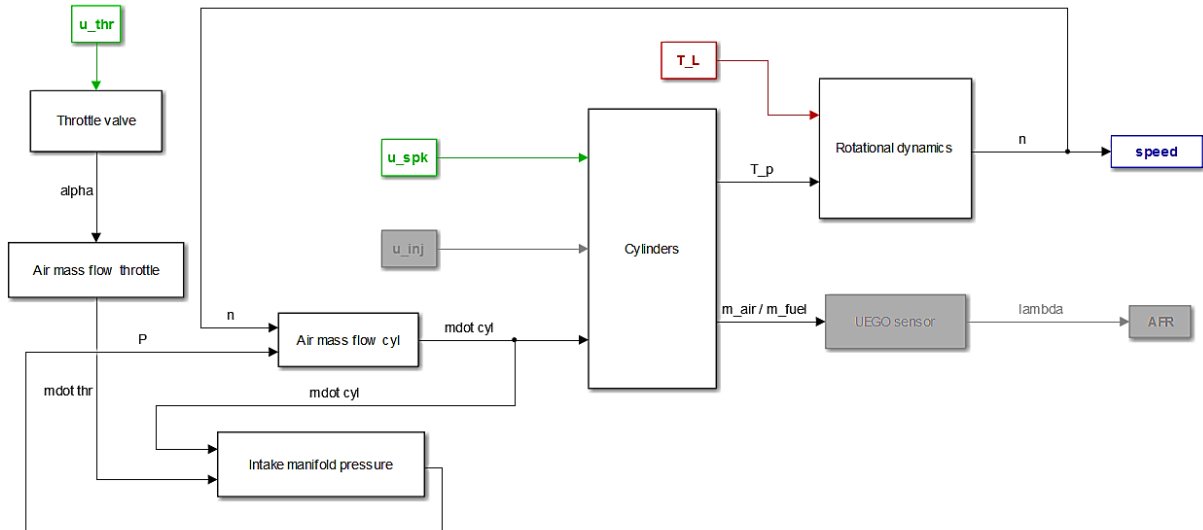 u_thr
T_L
Throttle valve
u_spk
n
Rotational dynamics
speed
T_p
alpha
u_inj
Cylinders
Air mass flow throttle
m_air / m_fuel
UEGO sensor
lambda
AFR
n
mdot cyl
P
Air mass flow cyl
mdot thr
mdot cyl
Intake manifold pressure